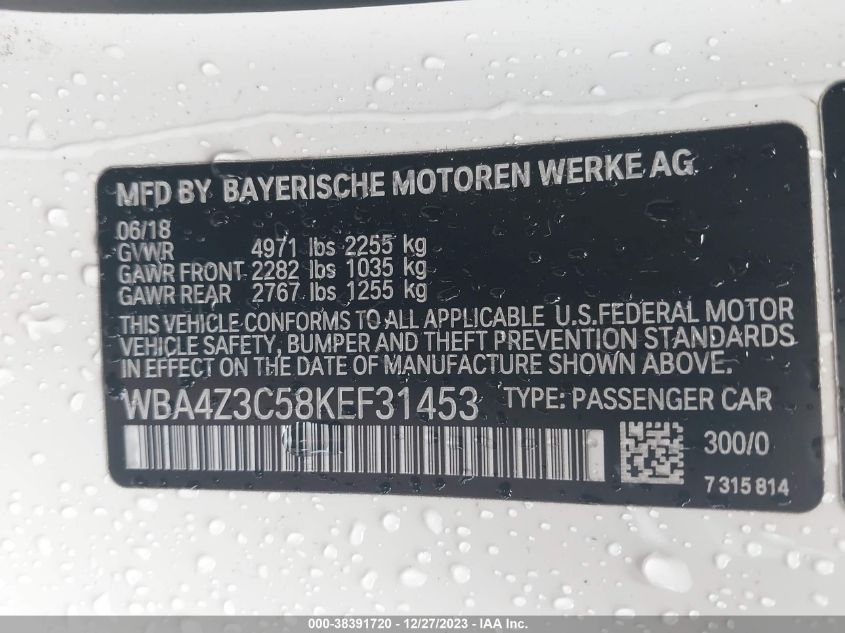 MFD BY BAYERISCHE MOTOREN WERKE AG
06/18
GVWR 4971 lbs 2255 kg
GAWR FRONT 2282 lbs 1035 kg
GAWR REAR 2767 lbs 1255 kg
THIS VEHICLE CONFORMS TO ALL APPLICABLE U.S.FEDERAL MOTOR
VEHICLE SAFETY, BUMPER AND THEFT PREVENTION STANDARDS
IN EFFECT ON THE DATE OF MANUFACTURE SHOWN ABOVE.
WBA4Z3C58KEF31453 TYPE: PASSENGER CAR
300/0
7 315 814
000-38391720 - 12/27/2023 - IAA Inc.